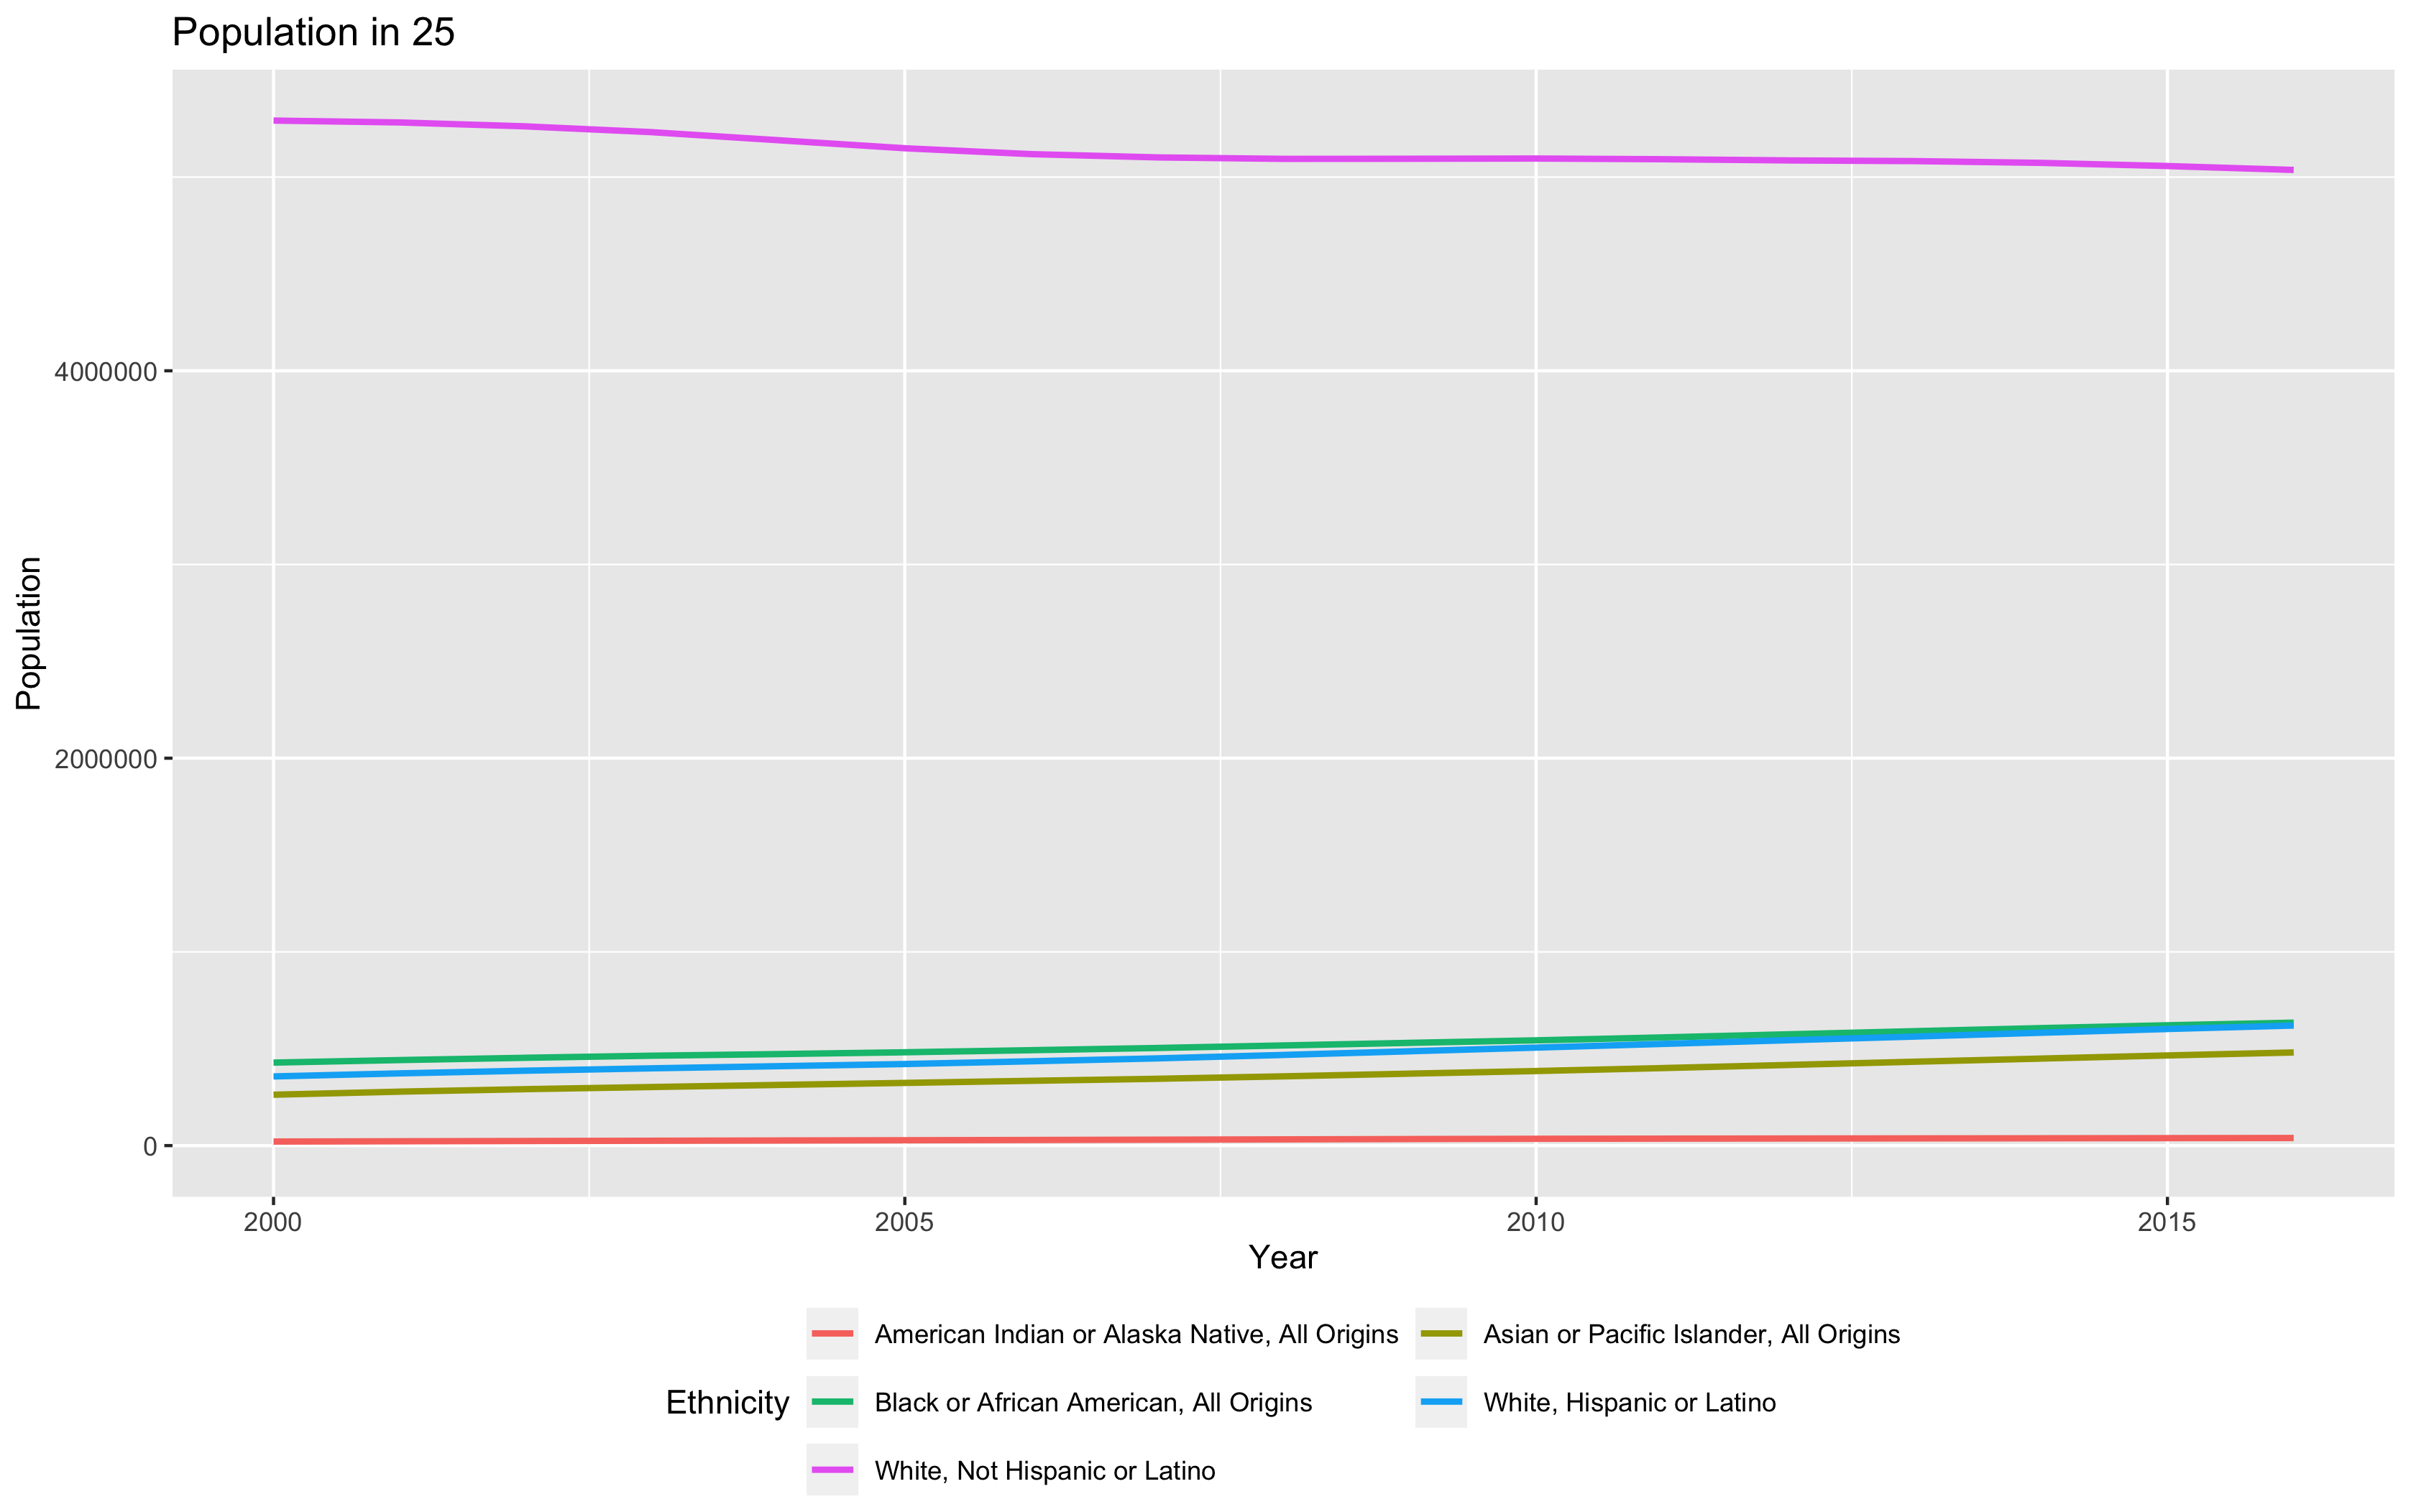 Population in 25
Population
4000000
2000000
0
2000
2005
2010
2015
Year
Ethnicity
American Indian or Alaska Native, All Origins
Asian or Pacific Islander, All Origins
Black or African American, All Origins
White, Hispanic or Latino
White, Not Hispanic or Latino